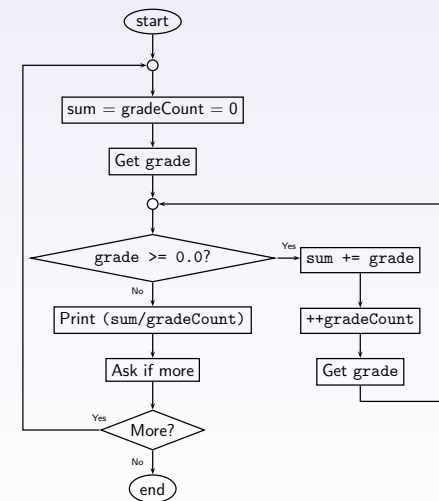 start
sum = gradeCount = 0
Get grade
grade >= 0.0?
Yes
sum += grade
No
Print (sum/gradeCount)
++gradeCount
Ask if more
Get grade
Yes
More?
No
end